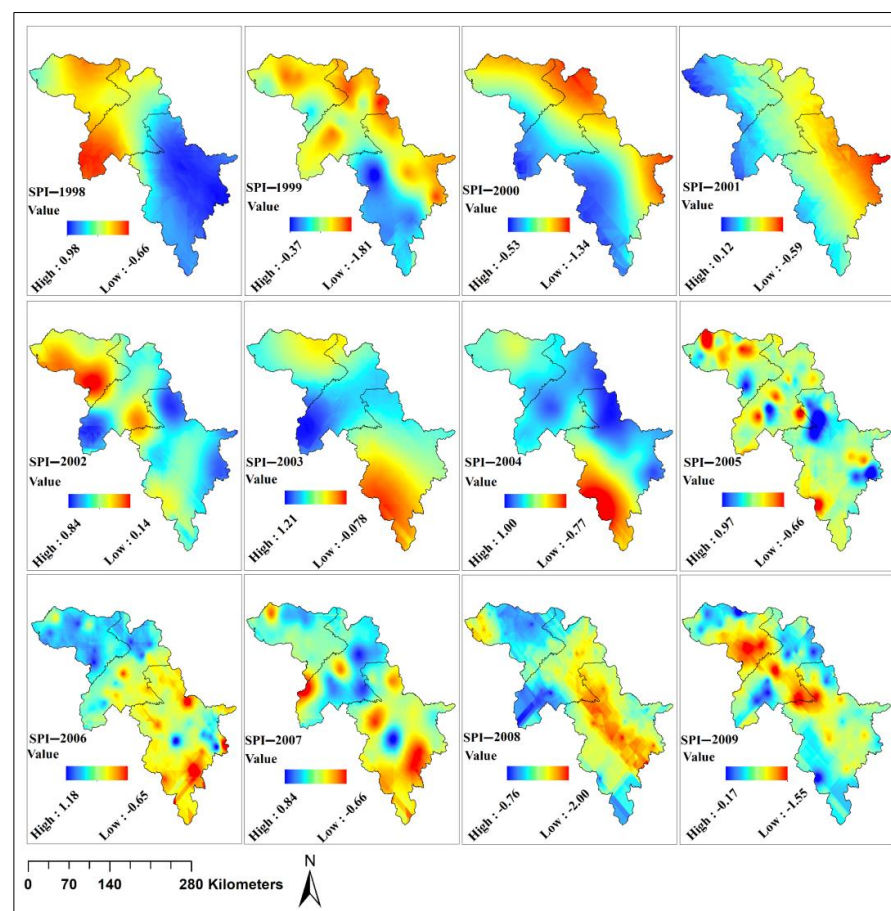 SPI–1998
Value
High : 0.98
Low : -0.66
SPI–1999
Value
High : -0.37
Low : -1.81
SPI–2000
Value
High : -0.53
Low : -1.34
SPI–2001
Value
High : 0.12
Low : -0.59
SPI–2002
Value
High : 0.84
Low : 0.14
SPI–2003
Value
High : 1.21
Low : -0.078
SPI–2004
Value
High : 1.00
Low : -0.77
SPI–2005
Value
High : 0.97
Low : -0.66
SPI–2006
Value
High : 1.18
Low : -0.65
SPI–2007
Value
High : 0.84
Low : -0.66
SPI–2008
Value
High : -0.76
Low : -2.00
SPI–2009
Value
High : -0.17
Low : -1.55
0 70 140 280 Kilometers
N